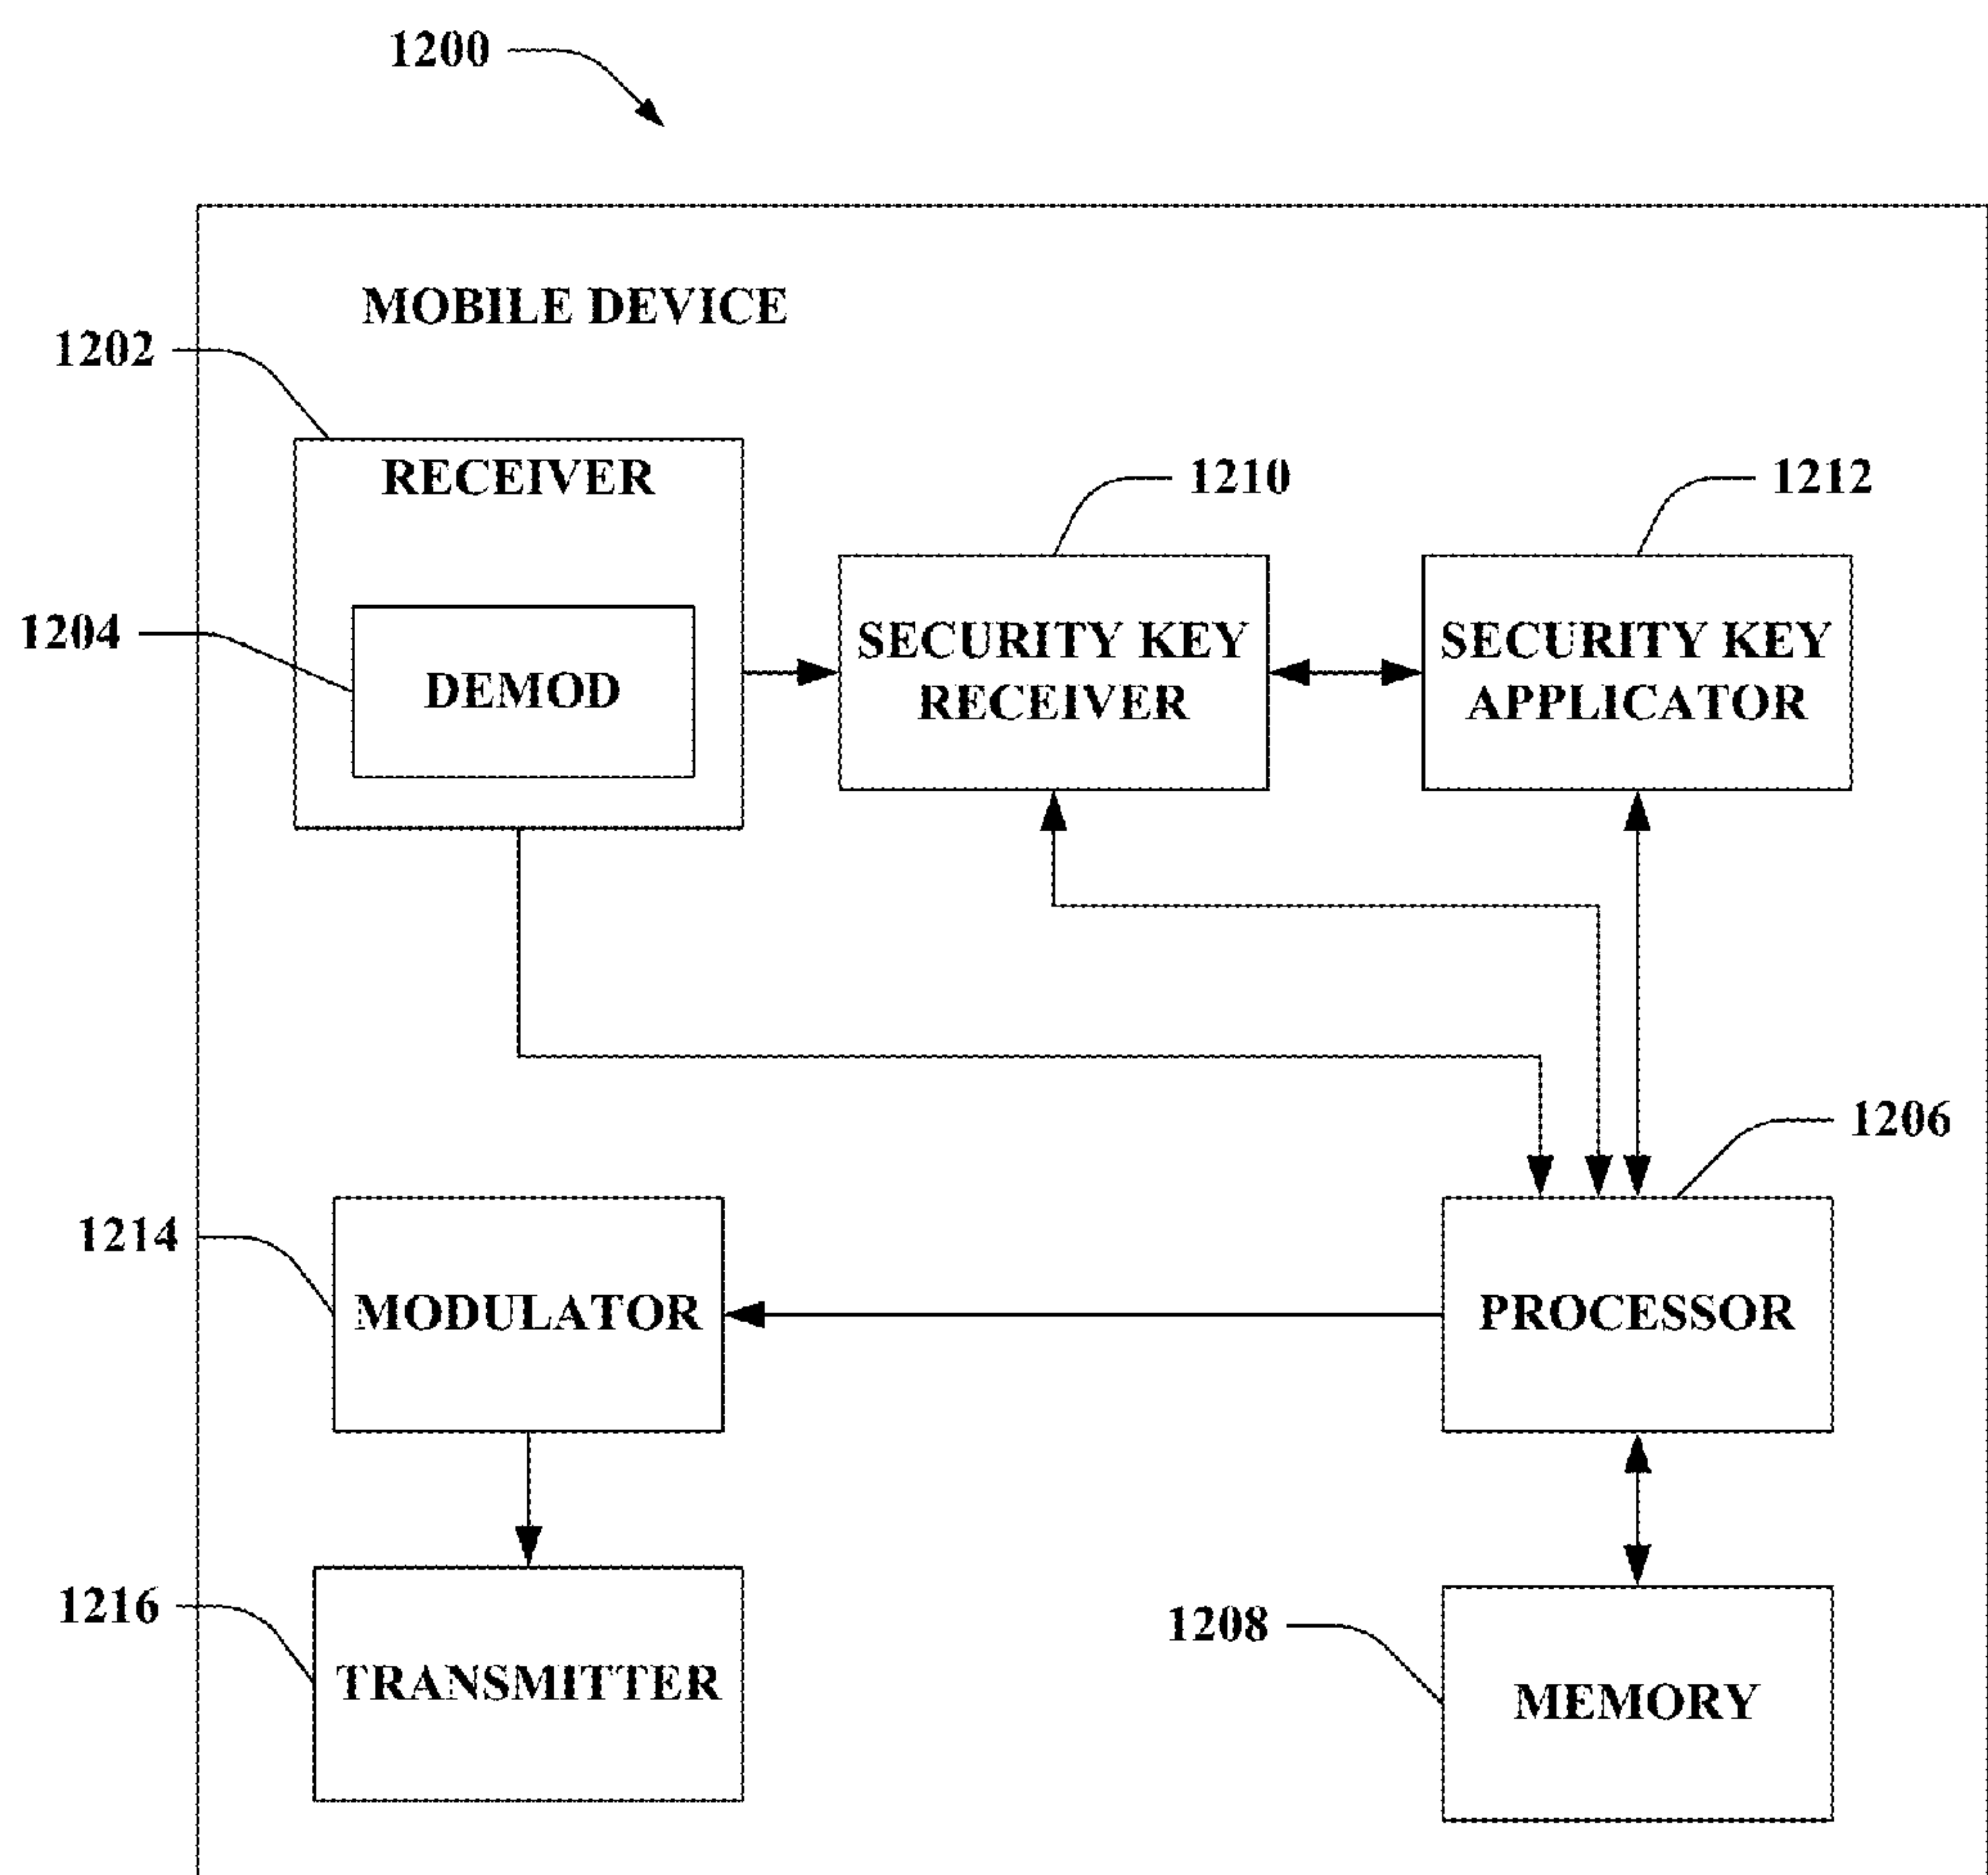 1200
MOBILE DEVICE
1202
RECEIVER
1210
1212
1204
DEMOD
SECURITY KEY
RECEIVER
SECURITY KEY
APPLICATOR
1206
1214
MODULATOR
PROCESSOR
1216
TRANSMITTER
1208
MEMORY